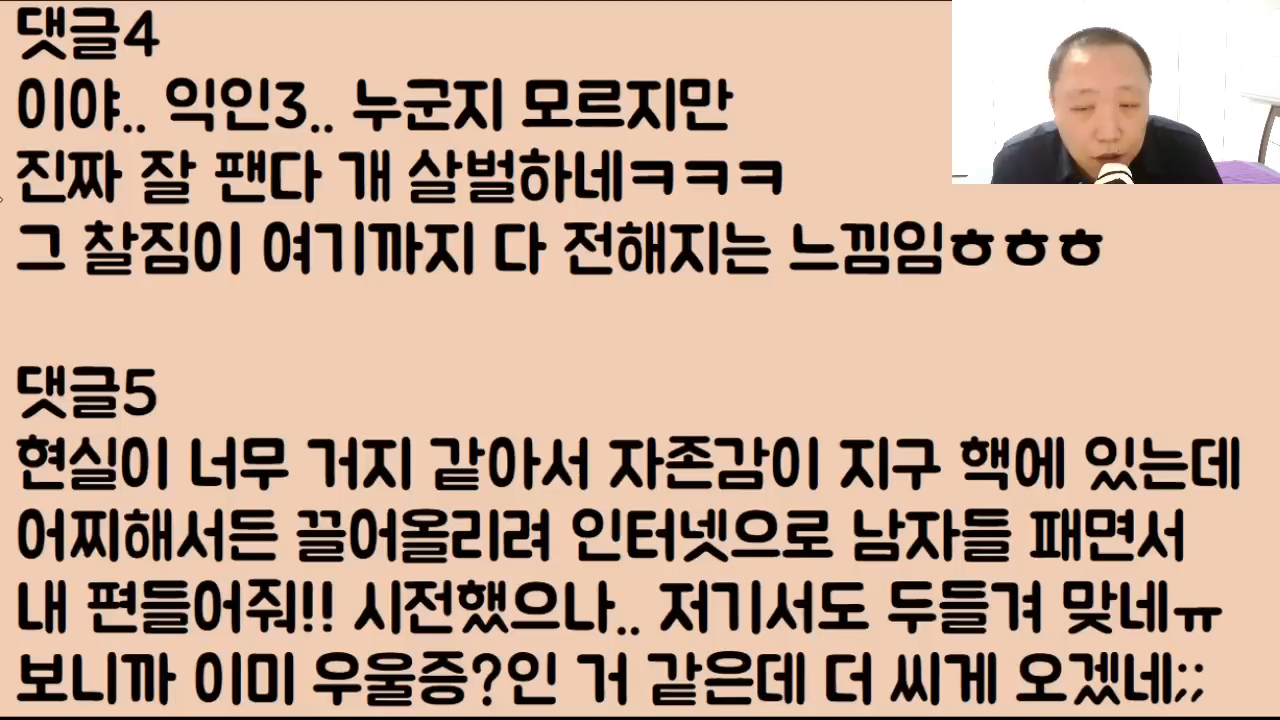 댓글4
이야.. 익인3.. 누군지 모르지만
진짜 잘 팬다 개 살벌하네ㅋㅋㅋ
그 찰짐이 여기까지 다 전해지는 느낌임ㅎㅎㅎ
댓글5
현실이 너무 거지 같아서 자존감이 지구 핵에 있는데
어찌해서든 끌어올리려 인터넷으로 남자들 패면서
내 편들어줘!! 시전했으나.. 저기서도 두들겨 맞네ㅠ
보니까 이미 우울증?인 거 같은데 더 씨게 오겠네;;